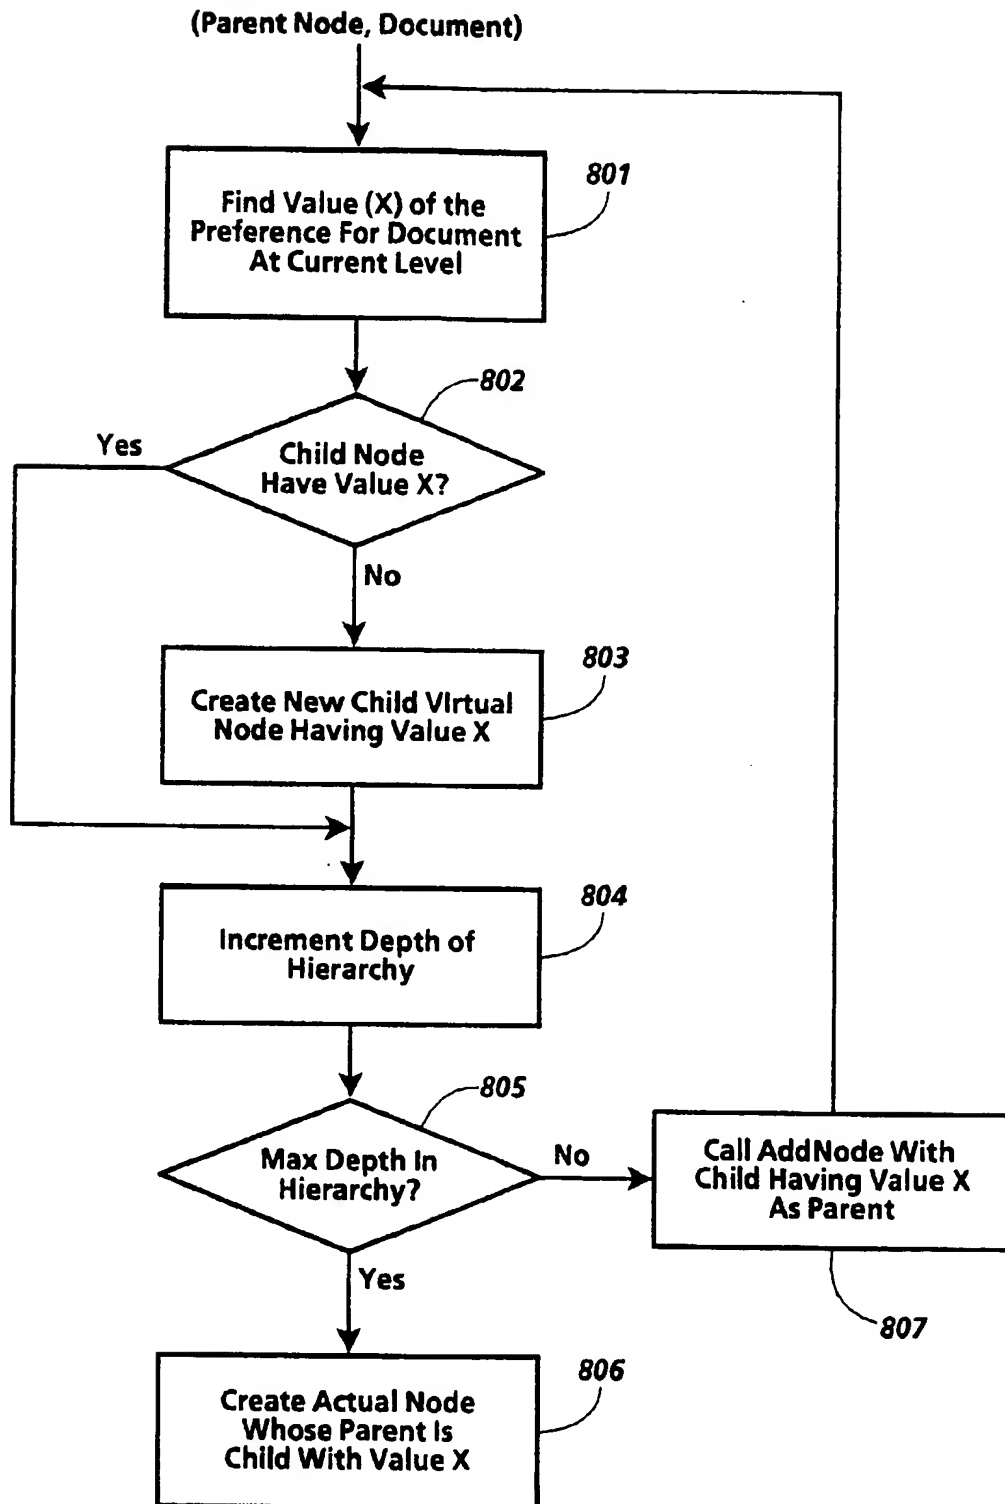 (Parent Node, Document)
801
Find Value (X) of the
Preference For Document
At Current Level
802
Yes
Child Node
Have Value X?
No
803
Create New Child Virtual
Node Having Value X
804
Increment Depth of
Hierarchy
805
Max Depth In
Hierarchy?
No
Call AddNode With
Child Having Value X
As Parent
Yes
807
806
Create Actual Node
Whose Parent Is
Child With Value X